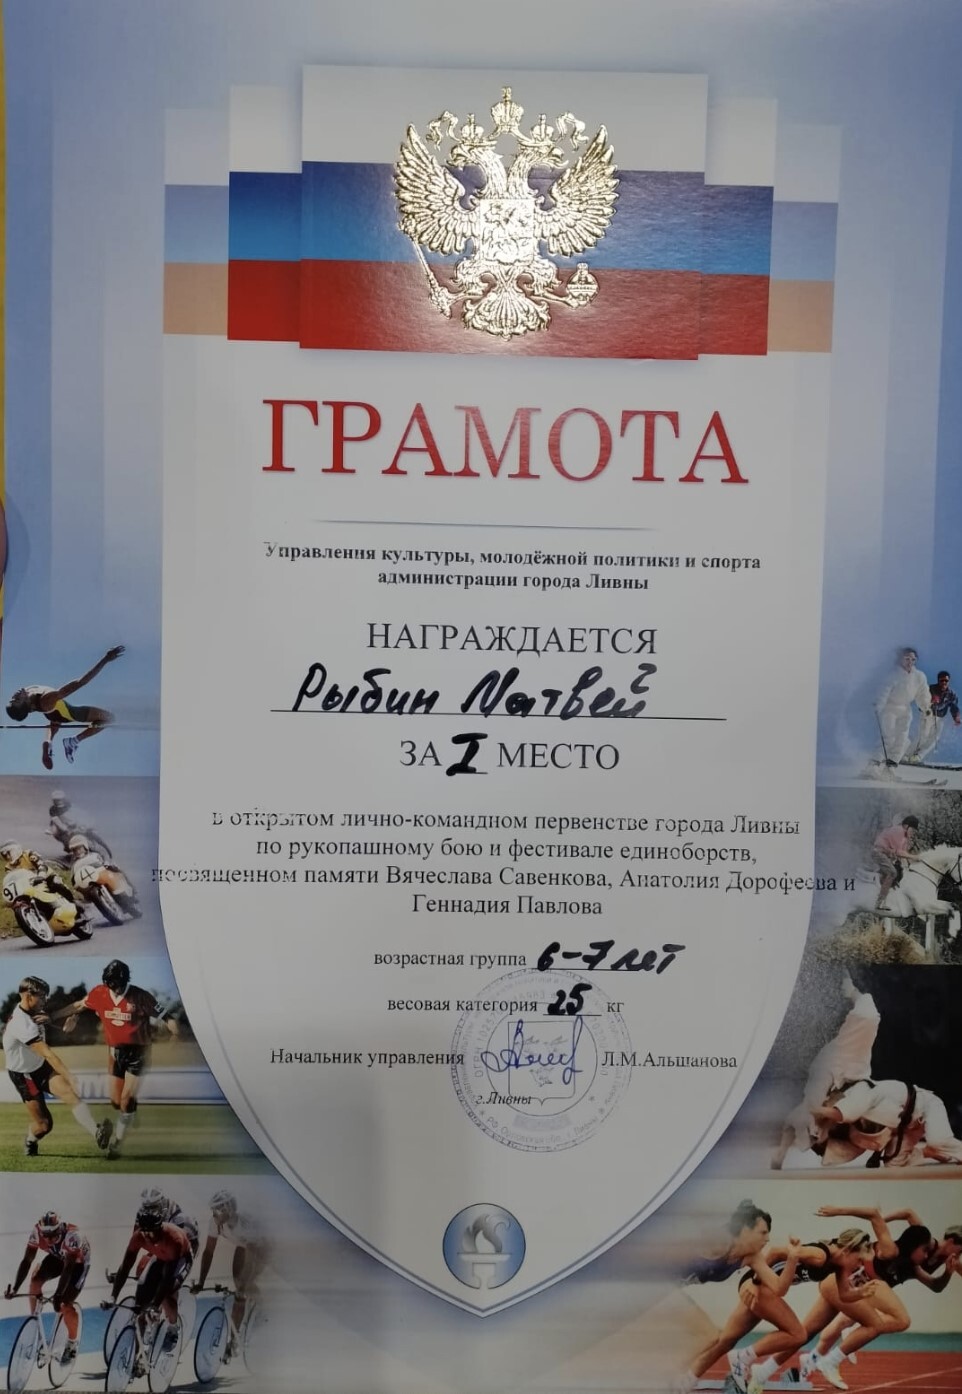 ГРАМОТА
Управления культуры, молодёжной политики и спорта
администрации города Ливны
НАГРАЖДАЕТСЯ
Рыбин Матвей
ЗА I МЕСТО
в открытом лично-командном первенстве города Ливны
по рукопашному бою и фестивале единоборств,
посвященном памяти Вячеслава Савенкова, Анатолия Дорофеева и
Геннадия Павлова
возрастная группа 6-7 лет
весовая категория 25 кг
Начальник управления Л.М.Альшанова
г.Ливны
97